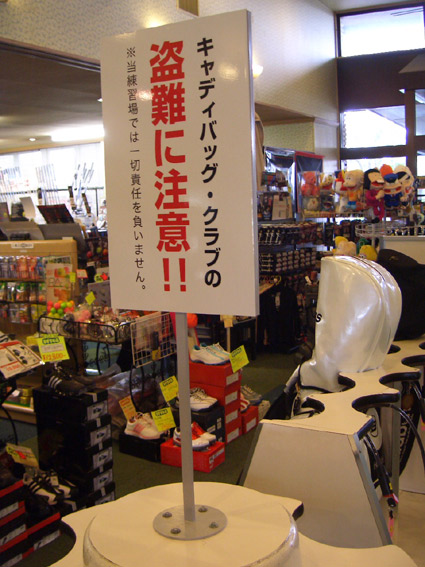 キャディバッグ・クラブの
盗難に注意!!
※当練習場では一切責任を負いません。